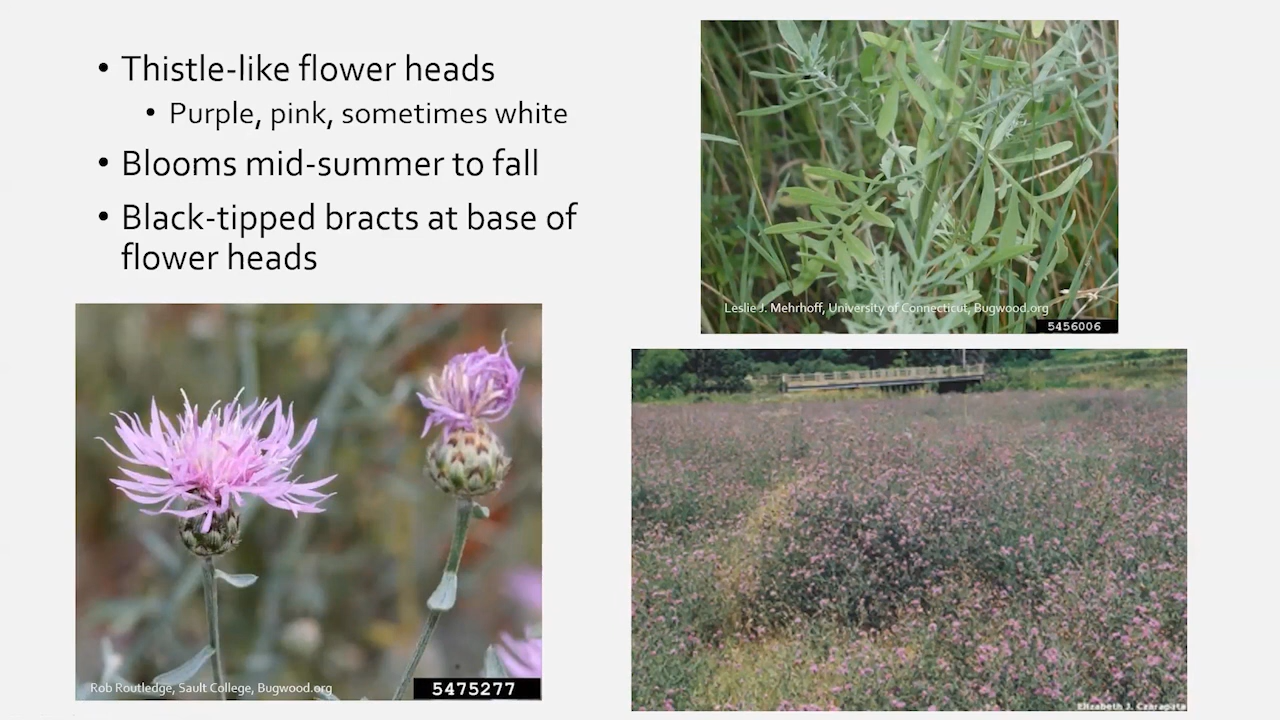 • Thistle-like flower heads
• Purple, pink, sometimes white
• Blooms mid-summer to fall
• Black-tipped bracts at base of
flower heads
Leslie J. Mehrhoff, University of Connecticut, Bugwood.org
5456006
Rob Routledge, Sault College, Bugwood.org
5475277
Elizabeth J. Czarapata